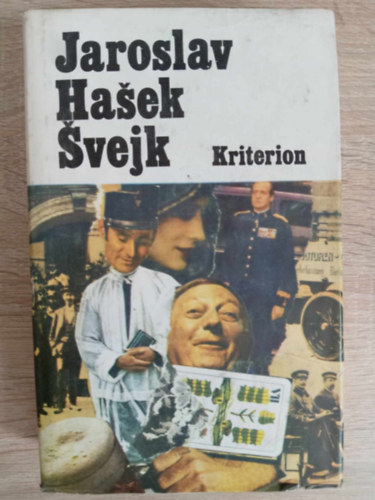 Jaroslav
Hašek
Švejk
Kriterion